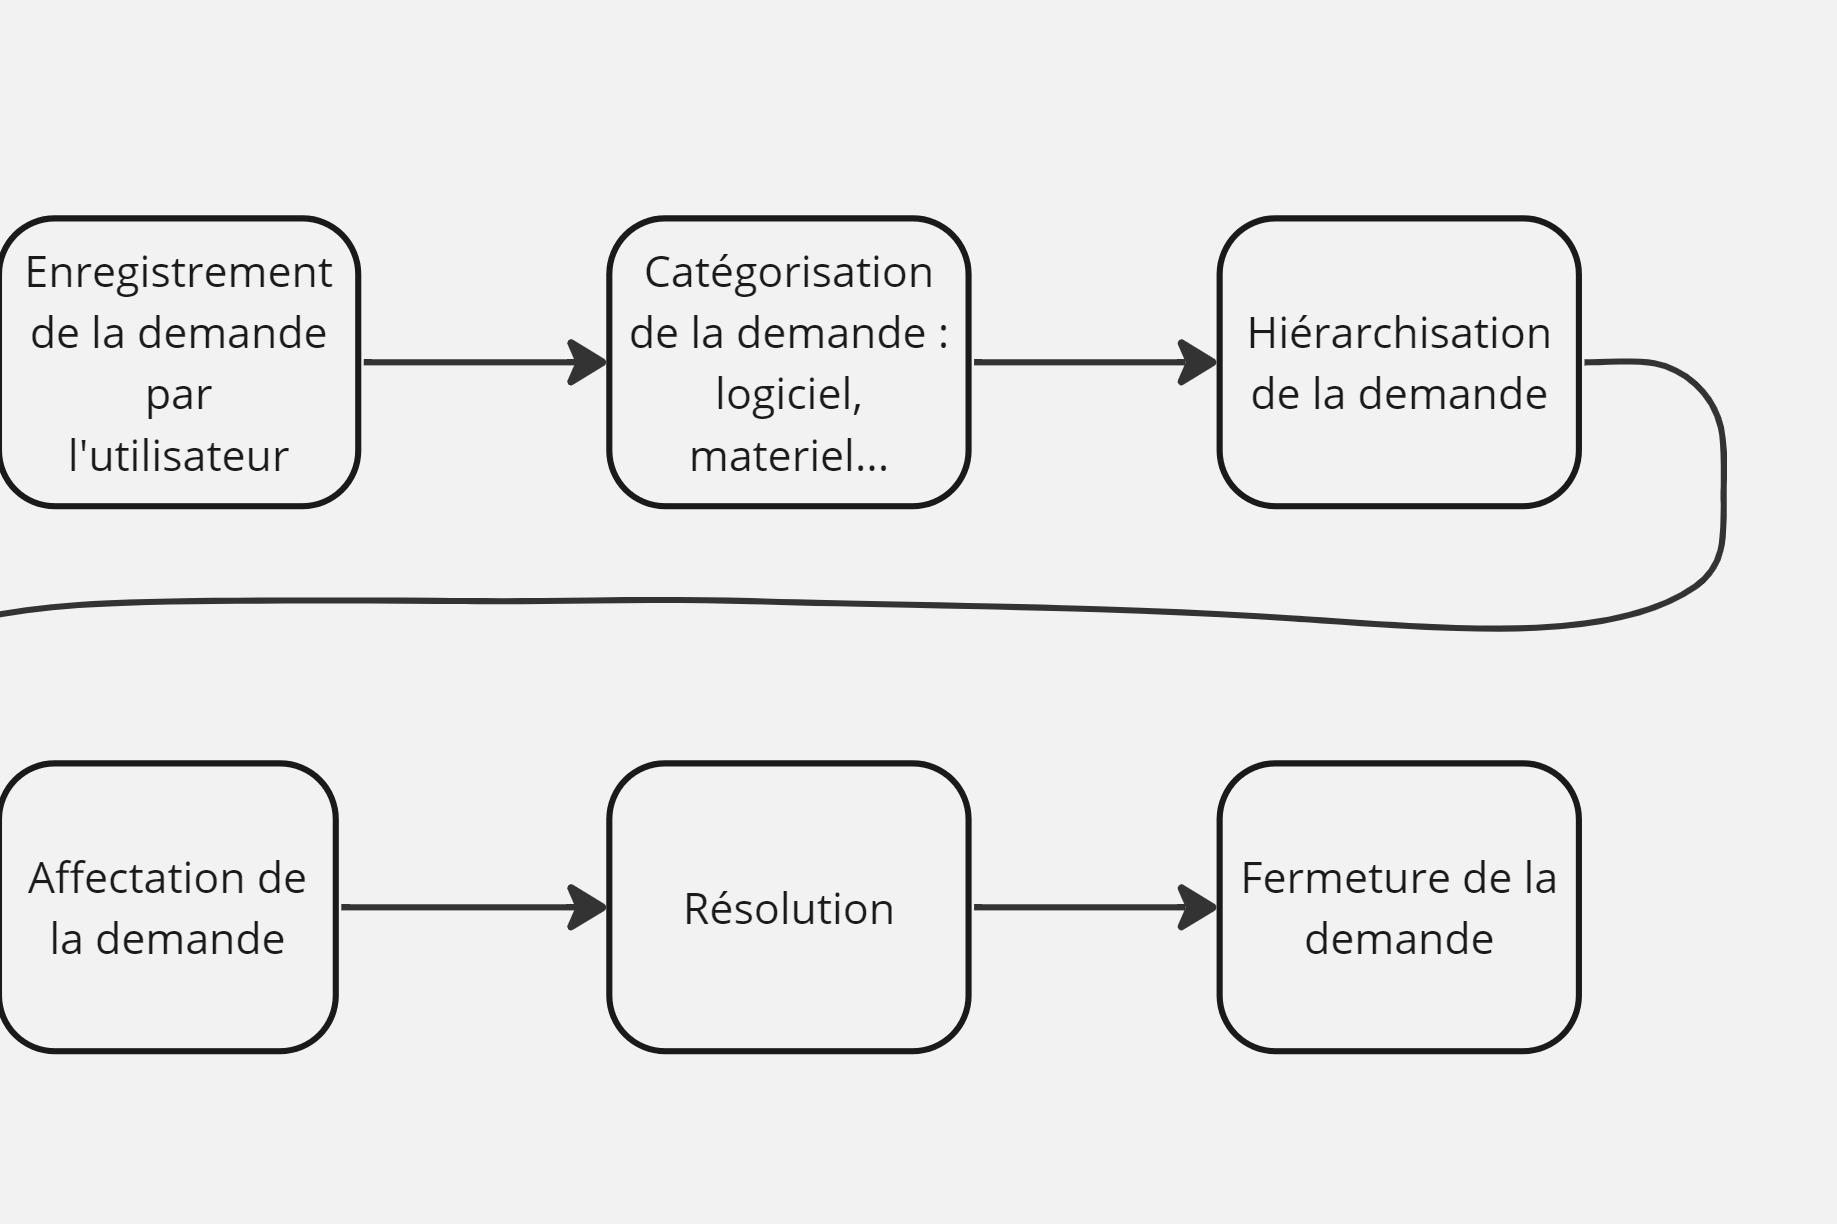 Enregistrement
de la demande
par
l'utilisateur
Catégorisation
de la demande :
logiciel,
materiel...
Hiérarchisation
de la demande
Affectation de
la demande
Résolution
Fermeture de la
demande